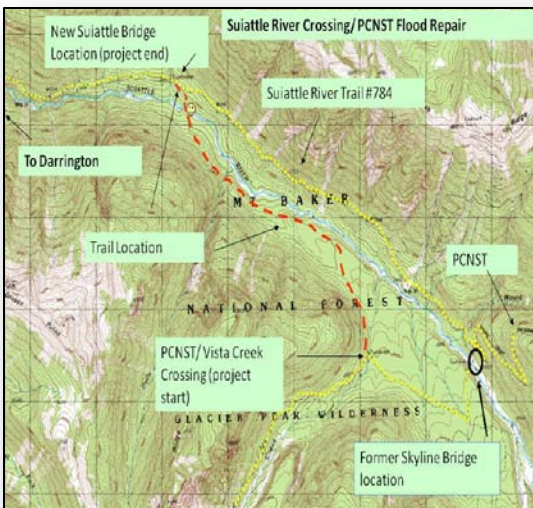 New Suiattle Bridge
Location (project end)
Suiattle River Crossing/ PCNST Flood Repair
Suiattle River Trail #784
To Darrington
MT BAKER
Trail Location
PCNST
NATIONAL FOREST
PCNST/ Vista Creek
Crossing (project
start)
GLACIER PEAK WILDERNESS
Former Skyline Bridge
location